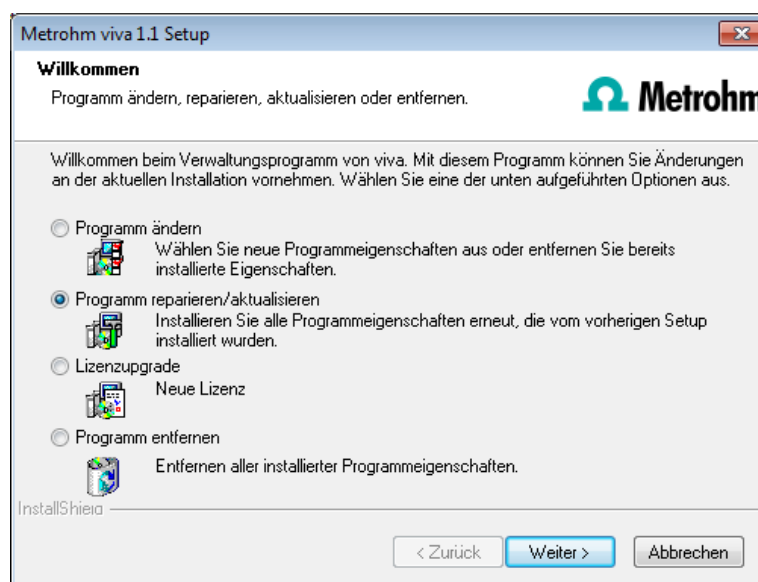 Metrohm viva 1.1 Setup
Willkommen
Programm ändern, reparieren, aktualisieren oder entfernen.
Metrohm
Willkommen beim Verwaltungsprogramm von viva. Mit diesem Programm können Sie Änderungen
an der aktuellen Installation vornehmen. Wählen Sie eine der unten aufgeführten Optionen aus.
Programm ändern
Wählen Sie neue Programmeigenschaften aus oder entfernen Sie bereits
installierte Eigenschaften.
Programm reparieren/aktualisieren
Installieren Sie alle Programmeigenschaften erneut, die vom vorherigen Setup
installiert wurden.
Lizenzupgrade
Neue Lizenz
Programm entfernen
Entfernen aller installierter Programmeigenschaften.
InstallShield
< Zurück Weiter > Abbrechen